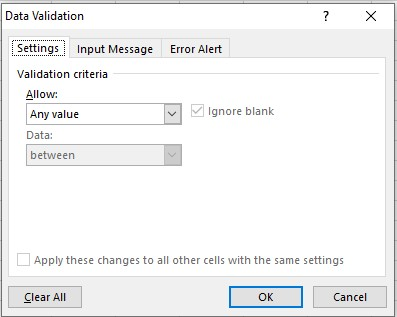 Data Validation ?
Settings Input Message Error Alert
Validation criteria
Allow:
Any value Ignore blank
Data:
between
Apply these changes to all other cells with the same settings
Clear All OK Cancel